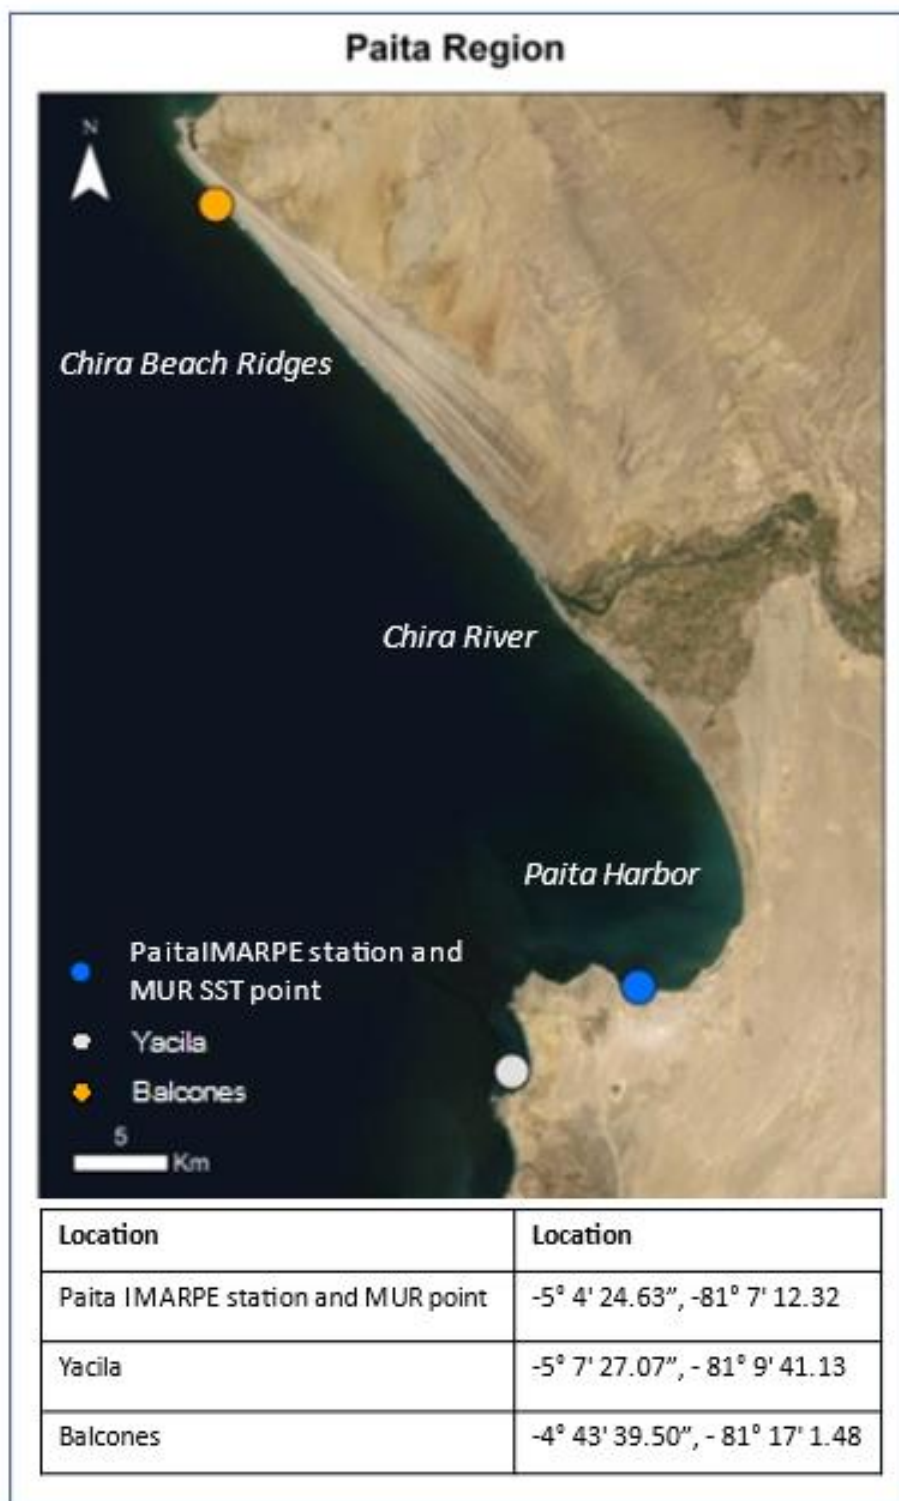 Paita Region
N
Chira Beach Ridges
Chira River
Paita Harbor
PaitaIMARPE station and
MUR SST point
Yacila
Balcones
5
Km
Location Location
Paita IMARPE station and MUR point -5° 4' 24.63”, -81° 7' 12.32
Yacila -5° 7' 27.07”, - 81° 9' 41.13
Balcones -4° 43' 39.50”, - 81° 17' 1.48